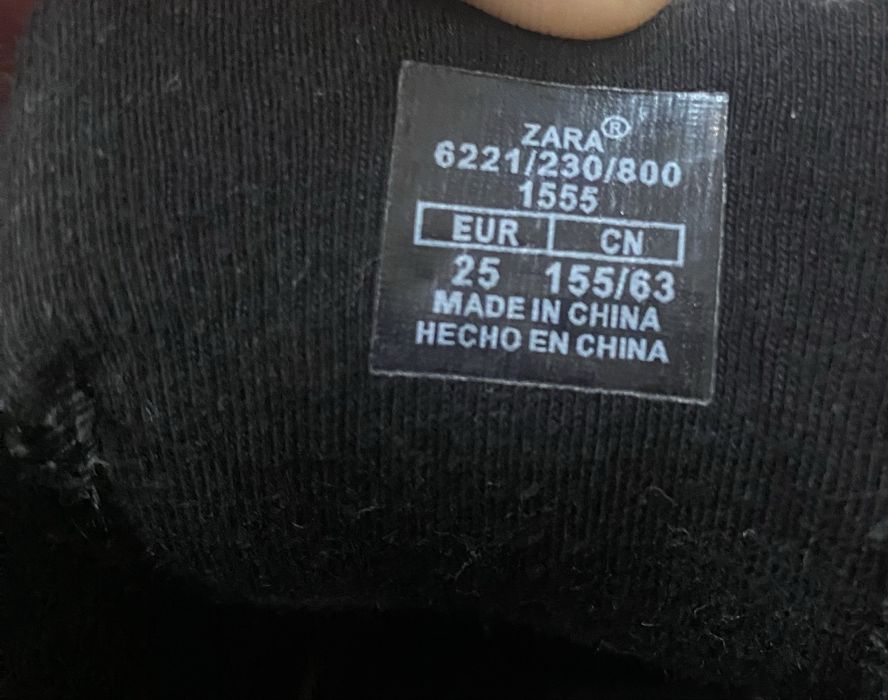 ZARA®
6221/230/800
1555
EUR CN
25 155/63
MADE IN CHINA
HECHO EN CHINA